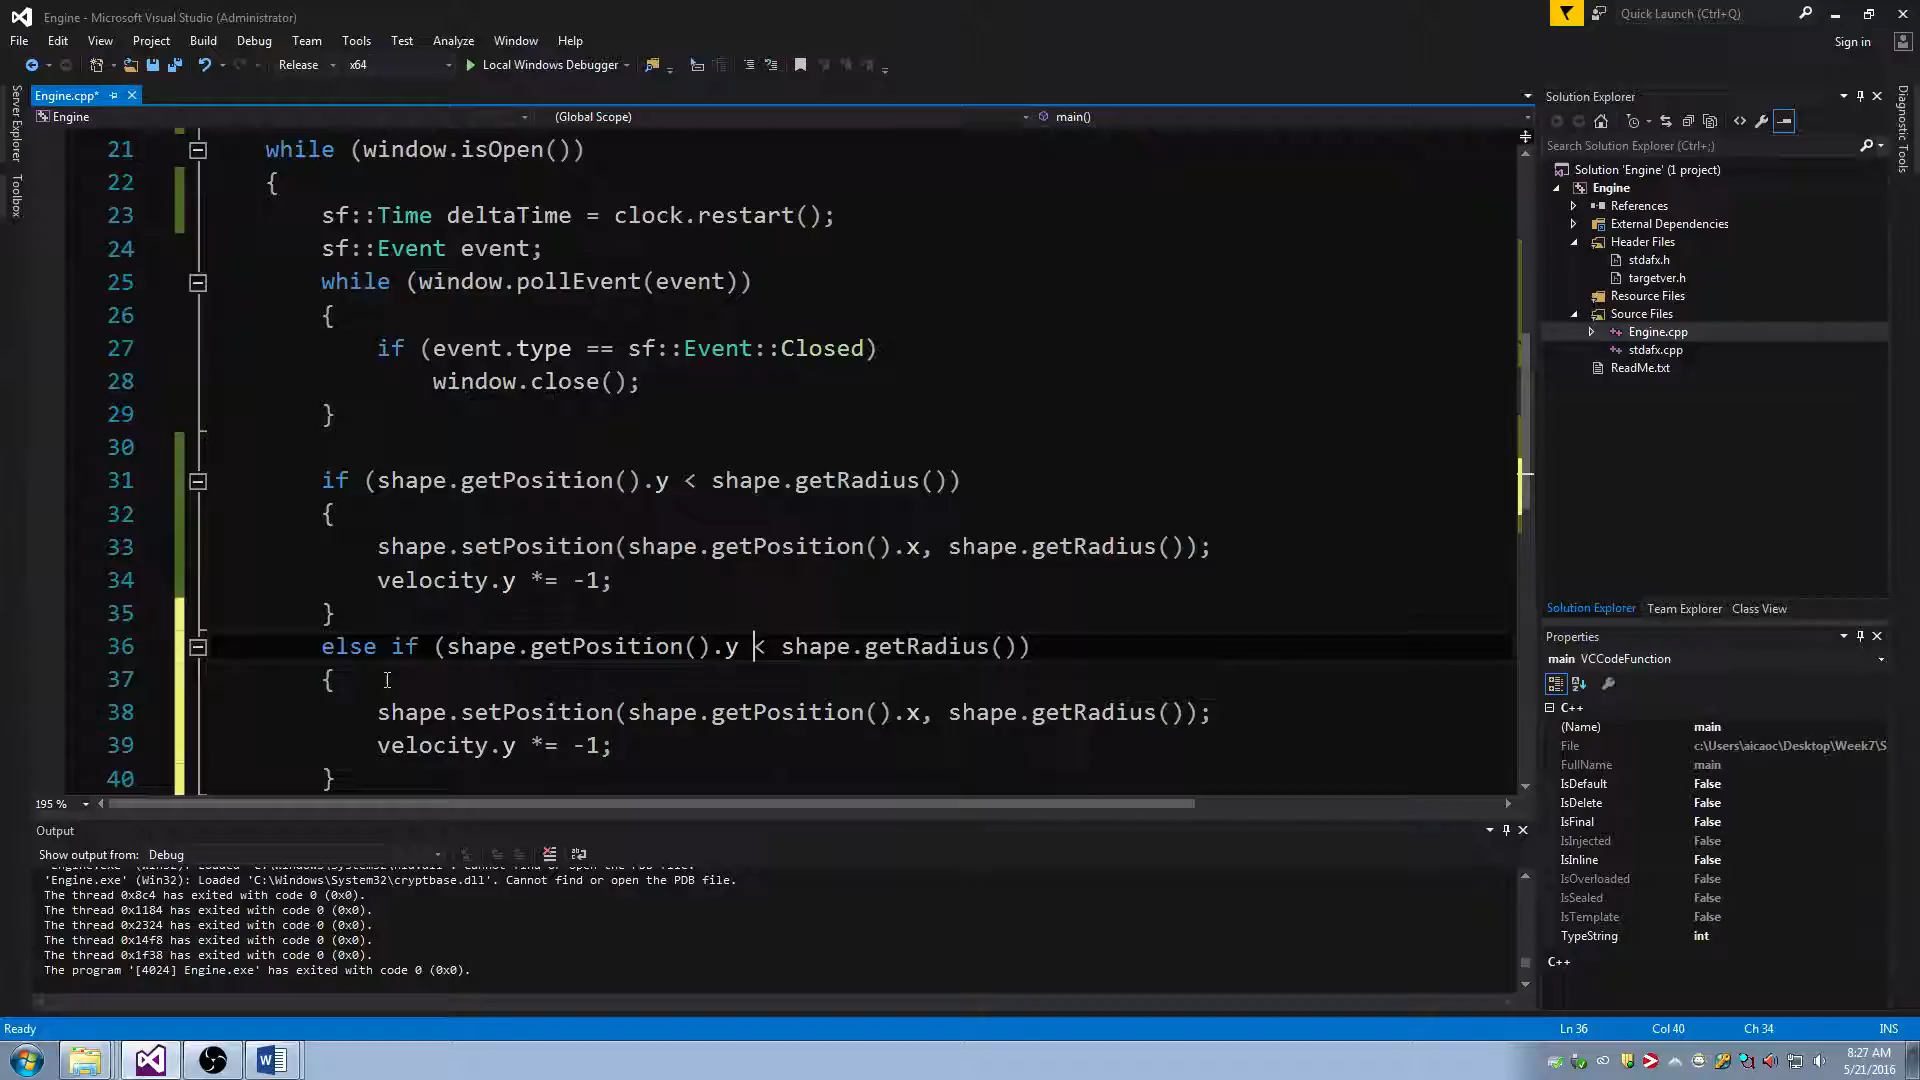 Engine - Microsoft Visual Studio (Administrator)
Quick Launch (Ctrl+Q)
File Edit View Project Build Debug Team Tools Test Analyze Window Help
Sign in
Release x64 Local Windows Debugger
Server Explorer
Toolbox
Engine.cpp*
Engine (Global Scope) main()
21 while (window.isOpen())
22 {
23 sf::Time deltaTime = clock.restart();
24 sf::Event event;
25 while (window.pollEvent(event))
26 {
27 if (event.type == sf::Event::Closed)
28 window.close();
29 }
30
31 if (shape.getPosition().y < shape.getRadius())
32 {
33 shape.setPosition(shape.getPosition().x, shape.getRadius());
34 velocity.y *= -1;
35 }
36 else if (shape.getPosition().y < shape.getRadius())
37 {
38 shape.setPosition(shape.getPosition().x, shape.getRadius());
39 velocity.y *= -1;
40 }
195 %
Output
Show output from: Debug
'Engine.exe' (Win32): Loaded 'C:\Windows\System32\cryptbase.dll'. Cannot find or open the PDB file.
The thread 0x8c4 has exited with code 0 (0x0).
The thread 0x1184 has exited with code 0 (0x0).
The thread 0x2324 has exited with code 0 (0x0).
The thread 0x14f8 has exited with code 0 (0x0).
The thread 0x1f38 has exited with code 0 (0x0).
The program '[4024] Engine.exe' has exited with code 0 (0x0).
Solution Explorer
Search Solution Explorer (Ctrl+;)
Solution 'Engine' (1 project)
Engine
References
External Dependencies
Header Files
stdafx.h
targetver.h
Resource Files
Source Files
Engine.cpp
stdafx.cpp
ReadMe.txt
Solution Explorer Team Explorer Class View
Properties
main VCCodeFunction
C++
(Name) main
File c:\Users\aicaoc\Desktop\Week7\S
FullName main
IsDefault False
IsDelete False
IsFinal False
IsInjected False
IsInline False
IsOverloaded False
IsSealed False
IsTemplate False
TypeString int
C++
Diagnostic Tools
Ready Ln 36 Col 40 Ch 34 INS
8:27 AM
5/21/2016